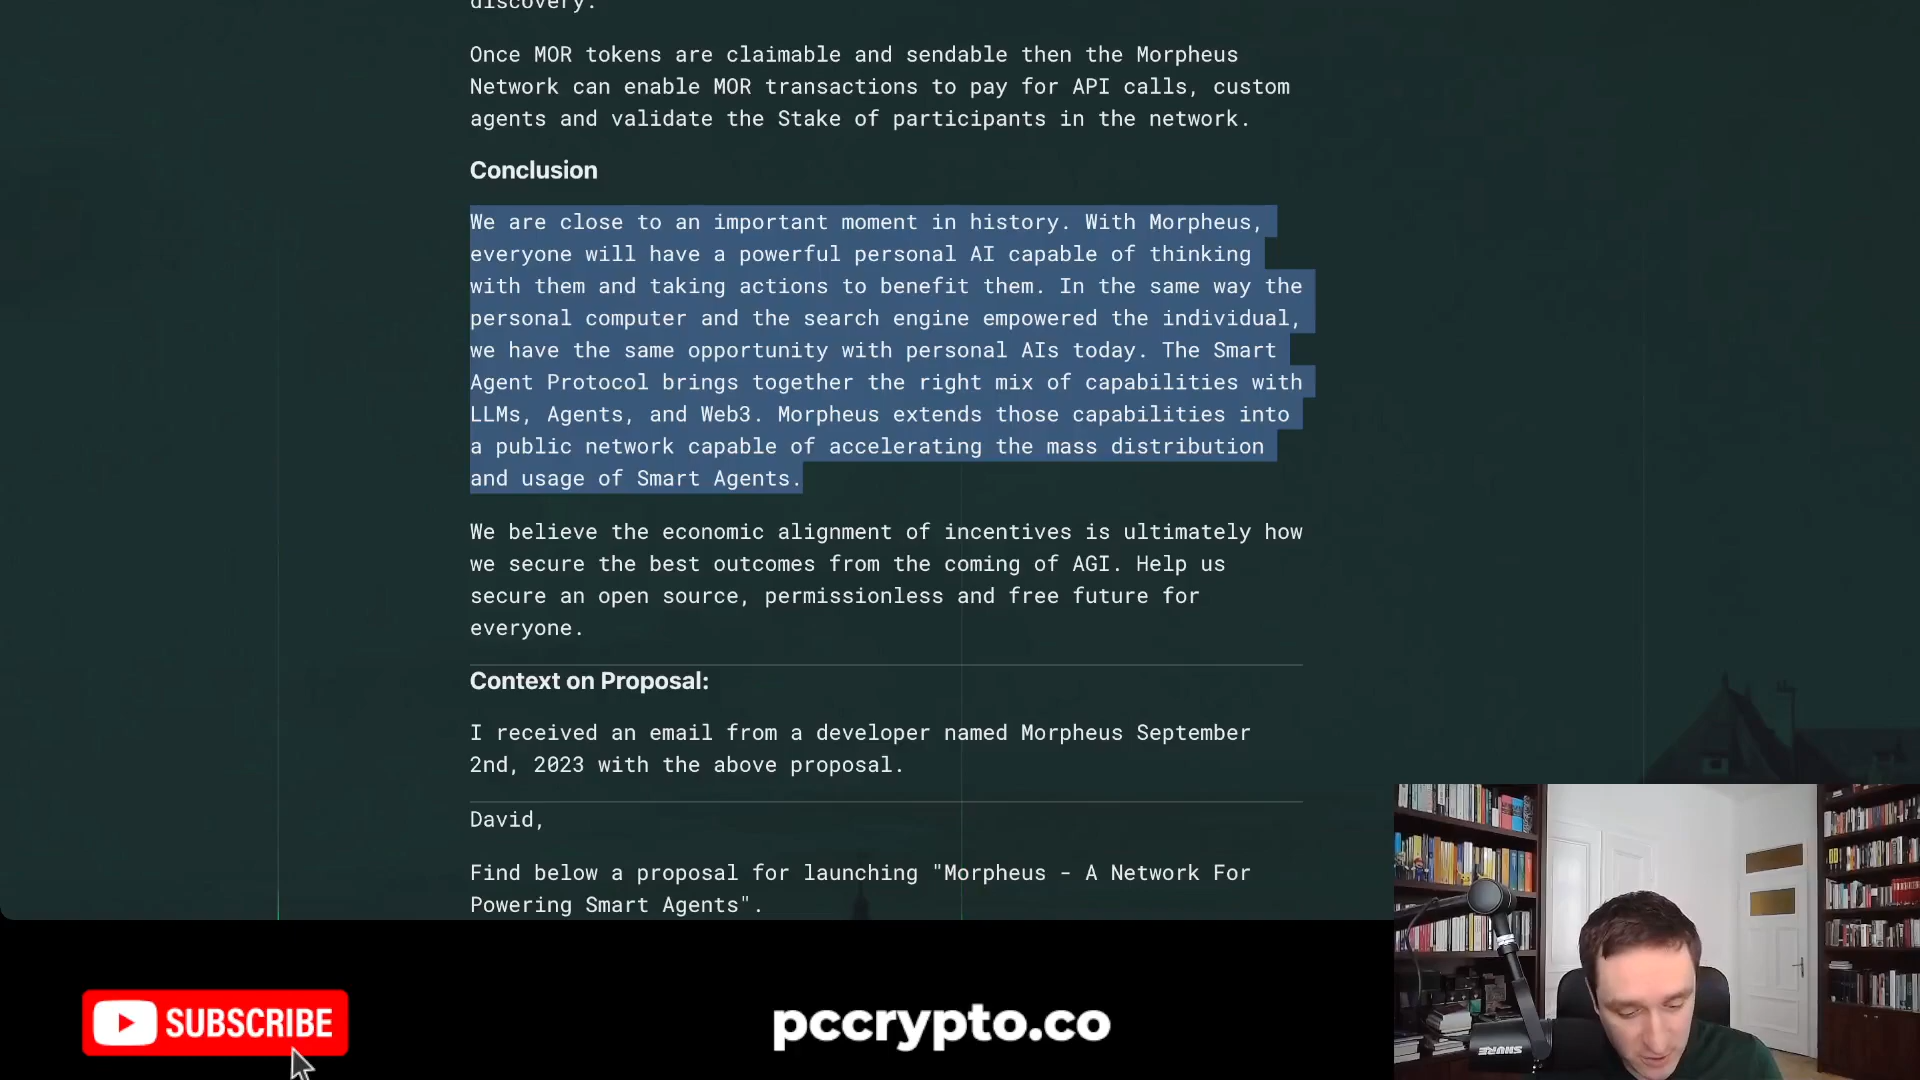 discovery.
Once MOR tokens are claimable and sendable then the Morpheus
Network can enable MOR transactions to pay for API calls, custom
agents and validate the Stake of participants in the network.
Conclusion
We are close to an important moment in history. With Morpheus,
everyone will have a powerful personal AI capable of thinking
with them and taking actions to benefit them. In the same way the
personal computer and the search engine empowered the individual,
we have the same opportunity with personal AIs today. The Smart
Agent Protocol brings together the right mix of capabilities with
LLMs, Agents, and Web3. Morpheus extends those capabilities into
a public network capable of accelerating the mass distribution
and usage of Smart Agents.
We believe the economic alignment of incentives is ultimately how
we secure the best outcomes from the coming of AGI. Help us
secure an open source, permissionless and free future for
everyone.
Context on Proposal:
I received an email from a developer named Morpheus September
2nd, 2023 with the above proposal.
David,
Find below a proposal for launching "Morpheus - A Network For
Powering Smart Agents".
SUBSCRIBE
pccrypto.co
SHURE